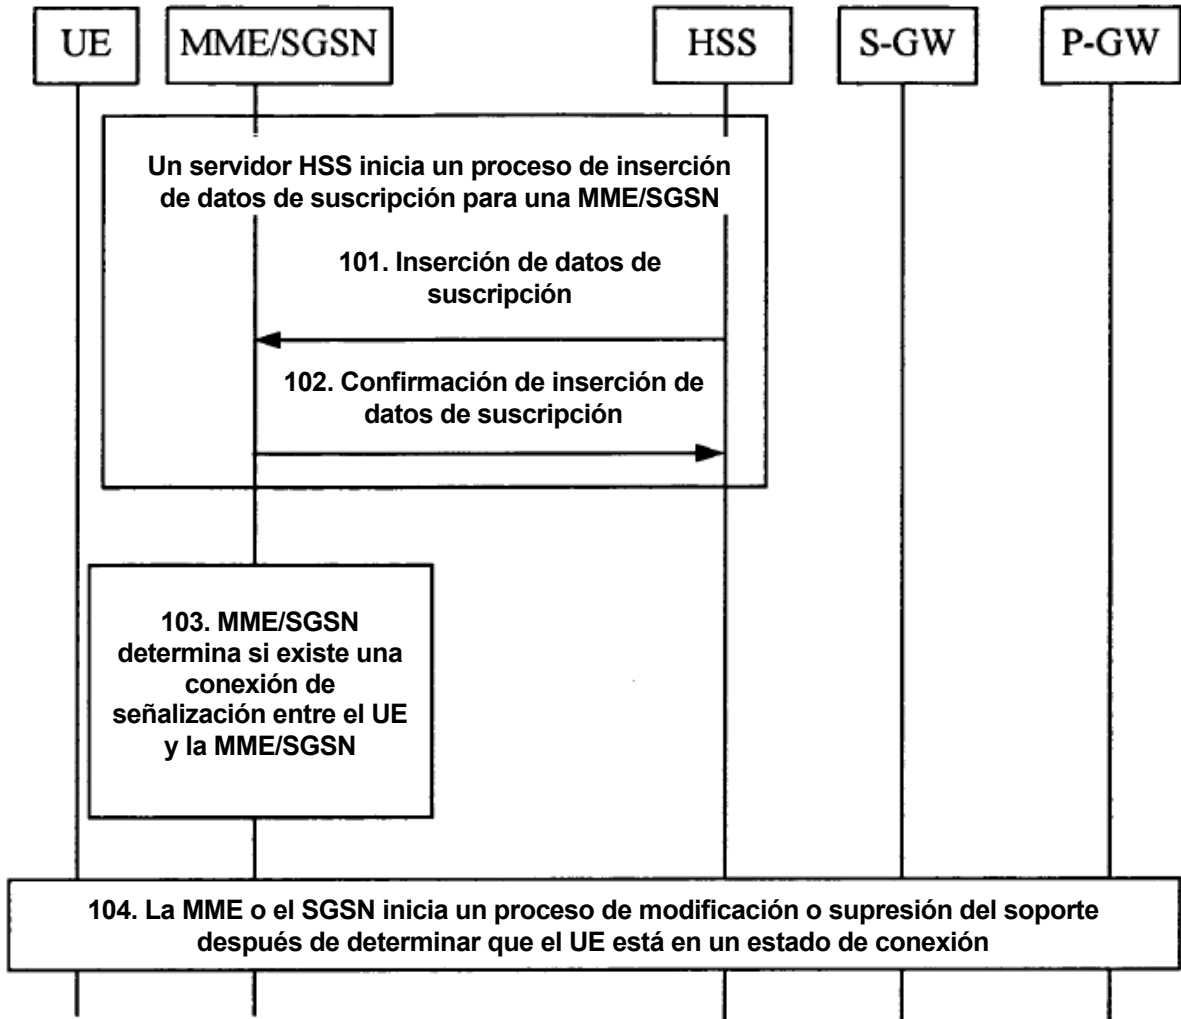 UE MME/SGSN HSS S-GW P-GW
Un servidor HSS inicia un proceso de inserción
de datos de suscripción para una MME/SGSN
101. Inserción de datos de
suscripción
102. Confirmación de inserción de
datos de suscripción
103. MME/SGSN
determina si existe una
conexión de
señalización entre el UE
y la MME/SGSN
104. La MME o el SGSN inicia un proceso de modificación o supresión del soporte
después de determinar que el UE está en un estado de conexión